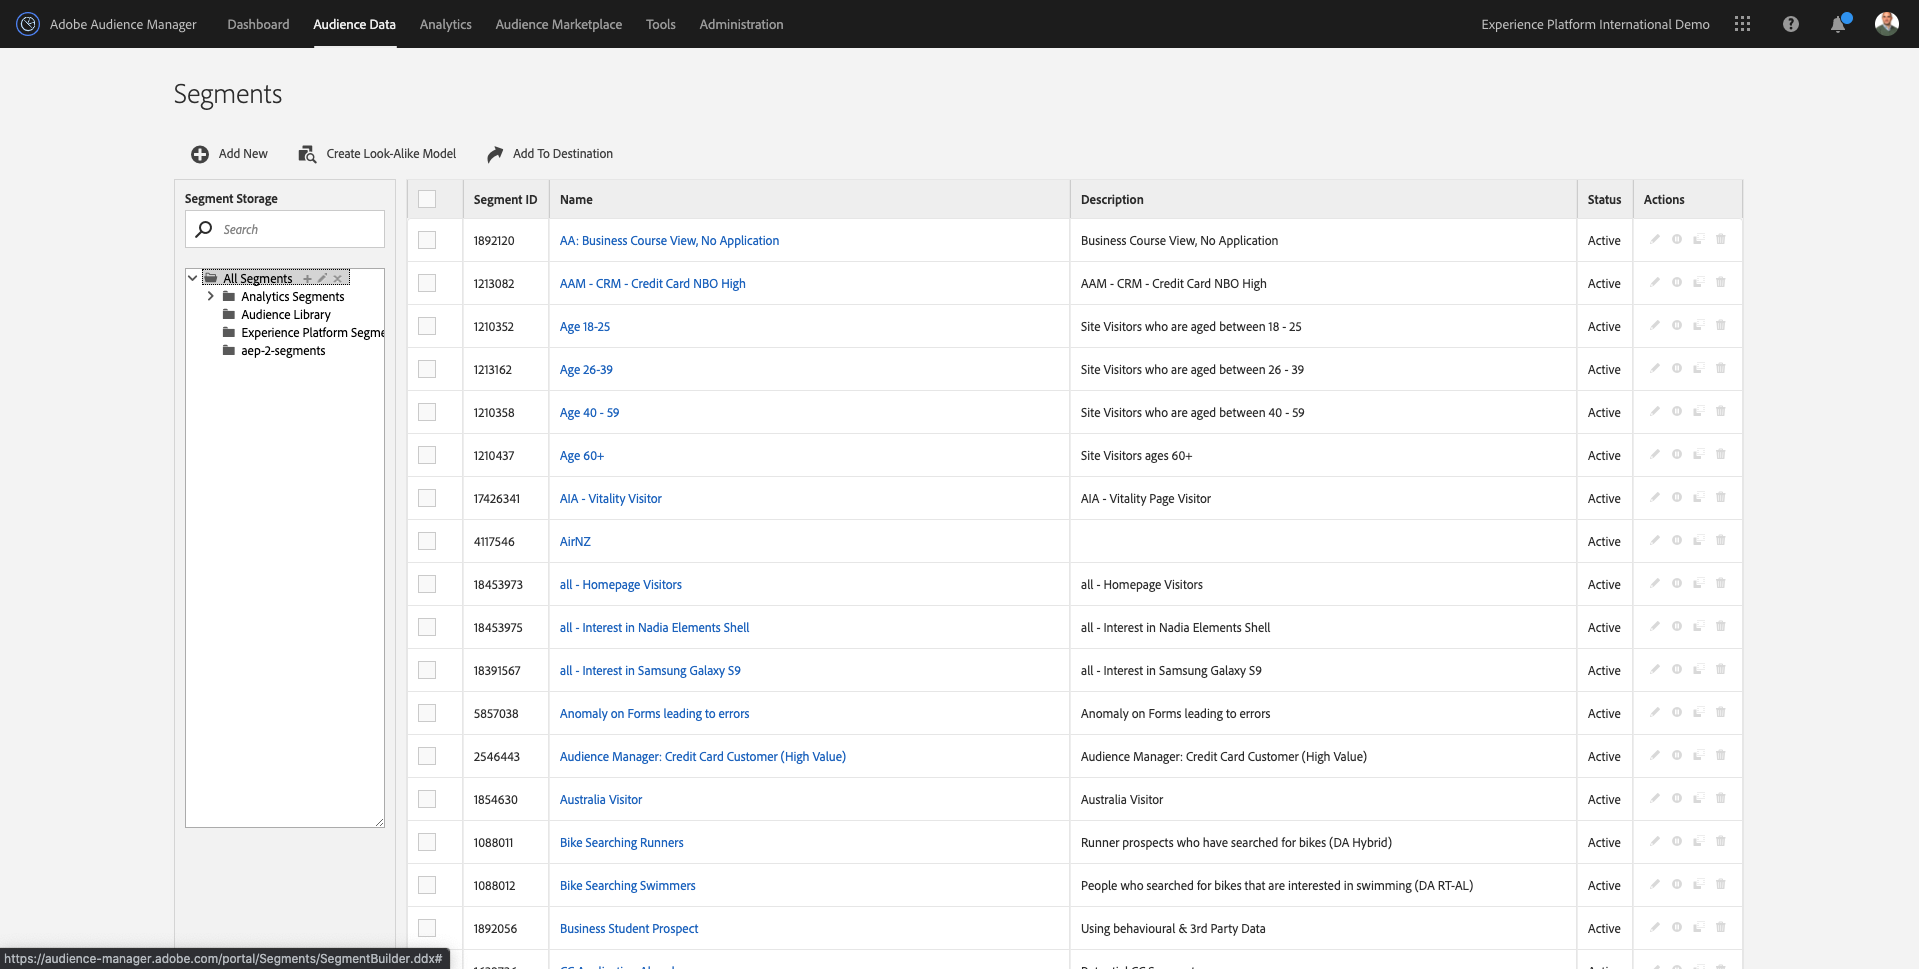 Adobe Audience Manager Dashboard Audience Data Analytics Audience Marketplace Tools Administration Experience Platform International Demo
Segments
Add New Create Look-Alike Model Add To Destination
Segment Storage
Search
All Segments
Analytics Segments
Audience Library
Experience Platform Segme
aep-2-segments
Segment ID Name Description Status Actions
1892120 AA: Business Course View, No Application Business Course View, No Application Active
1213082 AAM - CRM - Credit Card NBO High AAM - CRM - Credit Card NBO High Active
1210352 Age 18-25 Site Visitors who are aged between 18 - 25 Active
1213162 Age 26-39 Site Visitors who are aged between 26 - 39 Active
1210358 Age 40 - 59 Site Visitors who are aged between 40 - 59 Active
1210437 Age 60+ Site Visitors ages 60+ Active
17426341 AIA - Vitality Visitor AIA - Vitality Page Visitor Active
4117546 AirNZ Active
18453973 all - Homepage Visitors all - Homepage Visitors Active
18453975 all - Interest in Nadia Elements Shell all - Interest in Nadia Elements Shell Active
18391567 all - Interest in Samsung Galaxy S9 all - Interest in Samsung Galaxy S9 Active
5857038 Anomaly on Forms leading to errors Anomaly on Forms leading to errors Active
2546443 Audience Manager: Credit Card Customer (High Value) Audience Manager: Credit Card Customer (High Value) Active
1854630 Australia Visitor Australia Visitor Active
1088011 Bike Searching Runners Runner prospects who have searched for bikes (DA Hybrid) Active
1088012 Bike Searching Swimmers People who searched for bikes that are interested in swimming (DA RT-AL) Active
1892056 Business Student Prospect Using behavioural & 3rd Party Data Active
https://audience-manager.adobe.com/portal/Segments/SegmentBuilder.ddx#